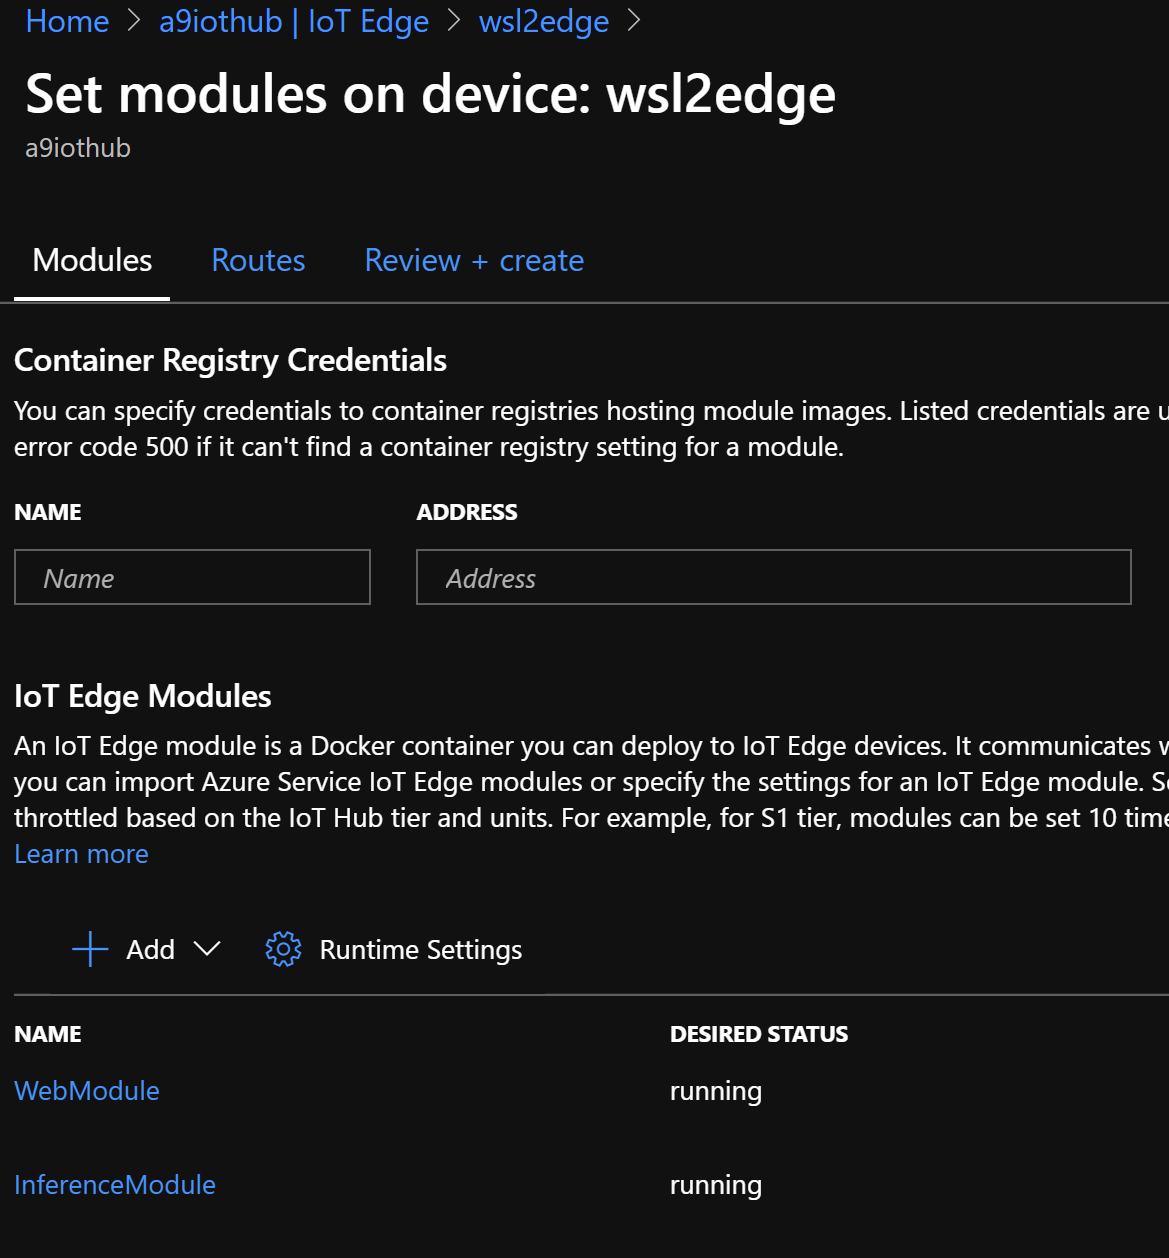 Home > a9iothub | IoT Edge > wsl2edge >
Set modules on device: wsl2edge
a9iothub
Modules Routes Review + create
Container Registry Credentials
You can specify credentials to container registries hosting module images. Listed credentials are
error code 500 if it can't find a container registry setting for a module.
NAME ADDRESS
Name Address
IoT Edge Modules
An IoT Edge module is a Docker container you can deploy to IoT Edge devices. It communicates
you can import Azure Service IoT Edge modules or specify the settings for an IoT Edge module.
throttled based on the IoT Hub tier and units. For example, for S1 tier, modules can be set 10
Learn more
Add Runtime Settings
NAME DESIRED STATUS
WebModule running
InferenceModule running